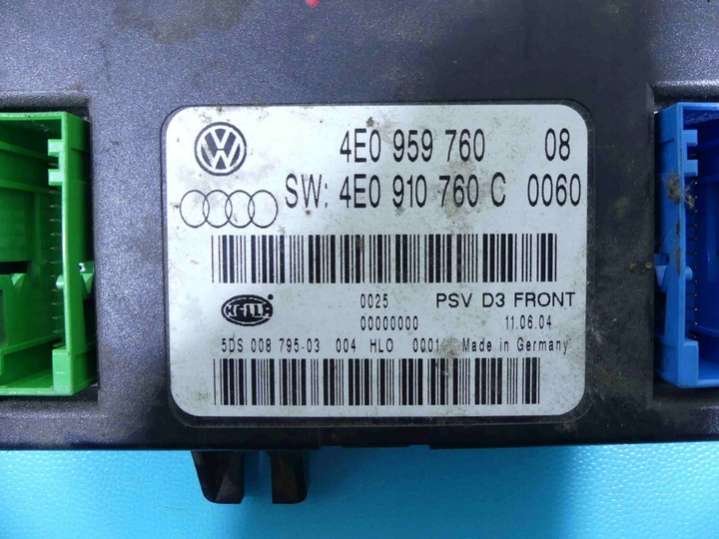 4E0 959 760 08
SW: 4E0 910 760 C 0060
0025 PSV D3 FRONT
HELLA 00000000 11.06.04
5DS 008 795-03 004 HLO 0001 Made in Germany